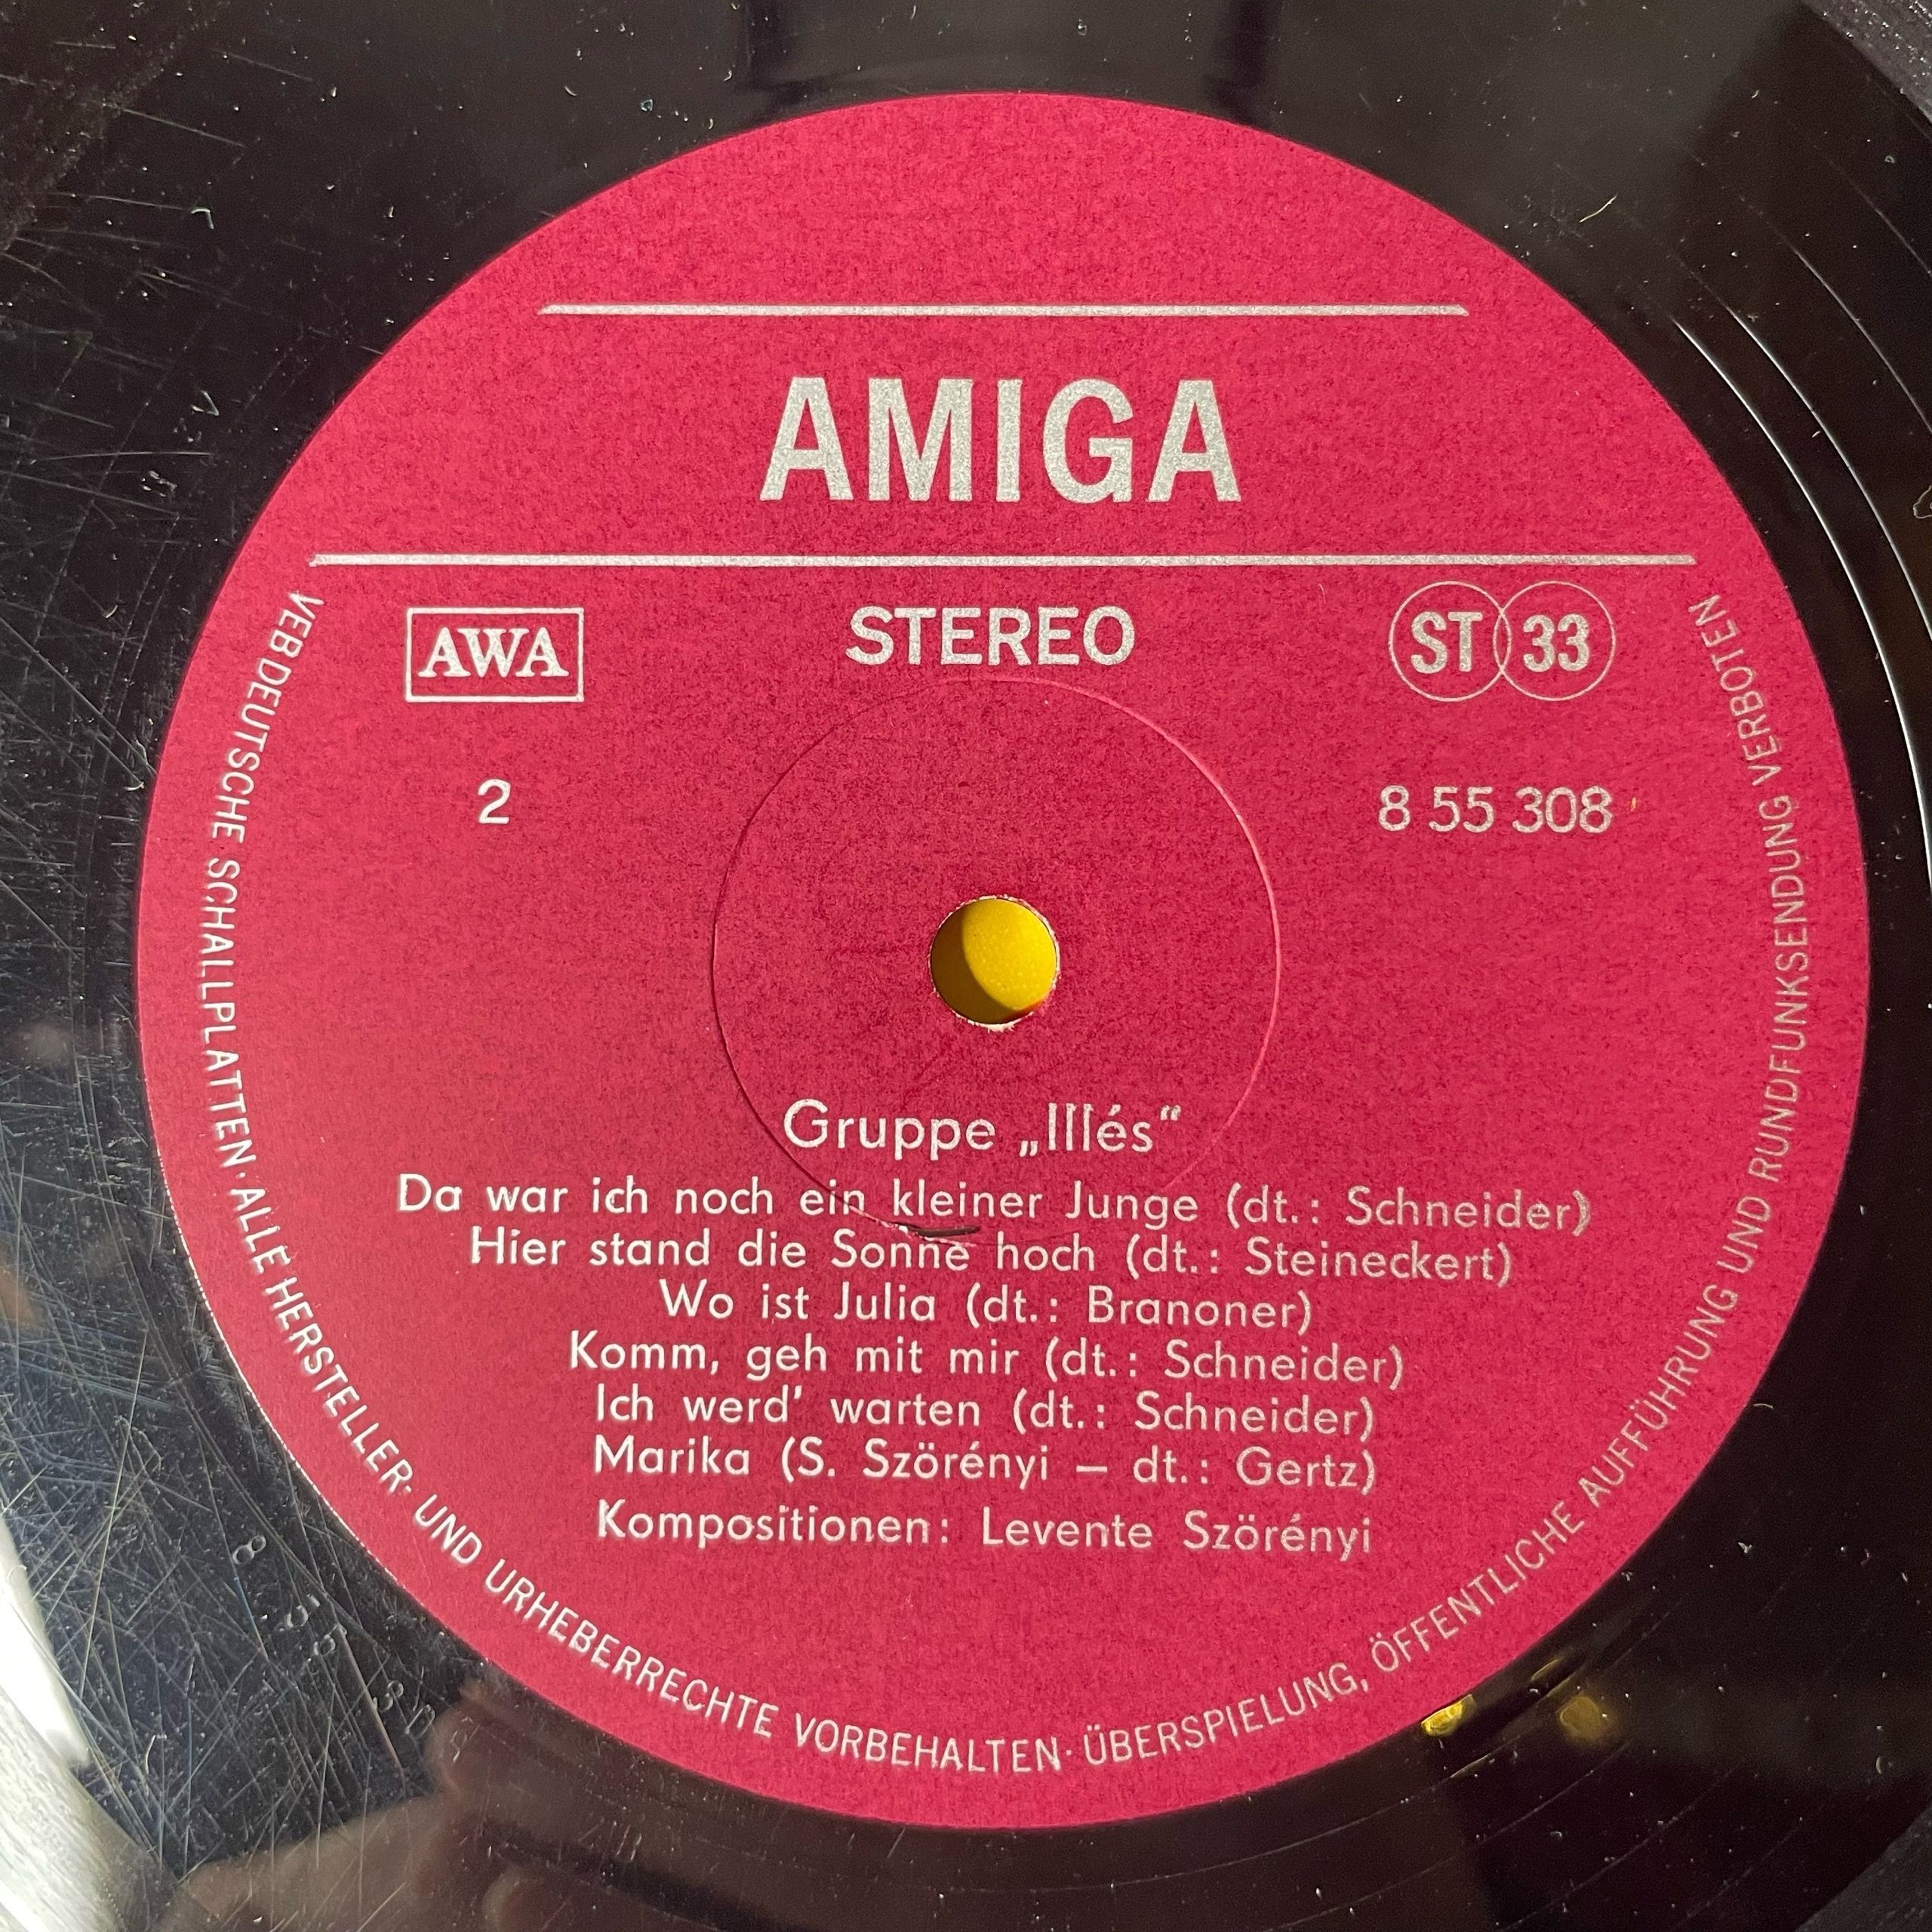 AMIGA
AWA
STEREO
ST 33
2
8 55 308
Gruppe „Illés“
Da war ich noch ein kleiner Junge (dt.: Schneider)
Hier stand die Sonne hoch (dt.: Steineckert)
Wo ist Julia (dt.: Branoner)
Komm, geh mit mir (dt.: Schneider)
Ich werd’ warten (dt.: Schneider)
Marika (S. Szörényi – dt.: Gertz)
Kompositionen: Levente Szörényi
VEB DEUTSCHE SCHALLPLATTEN · ALLE HERSTELLER- UND URHEBERRECHTE VORBEHALTEN · ÜBERSPIELUNG, ÖFFENTLICHE AUFFÜHRUNG UND RUNDFUNKSENDUNG VERBOTEN